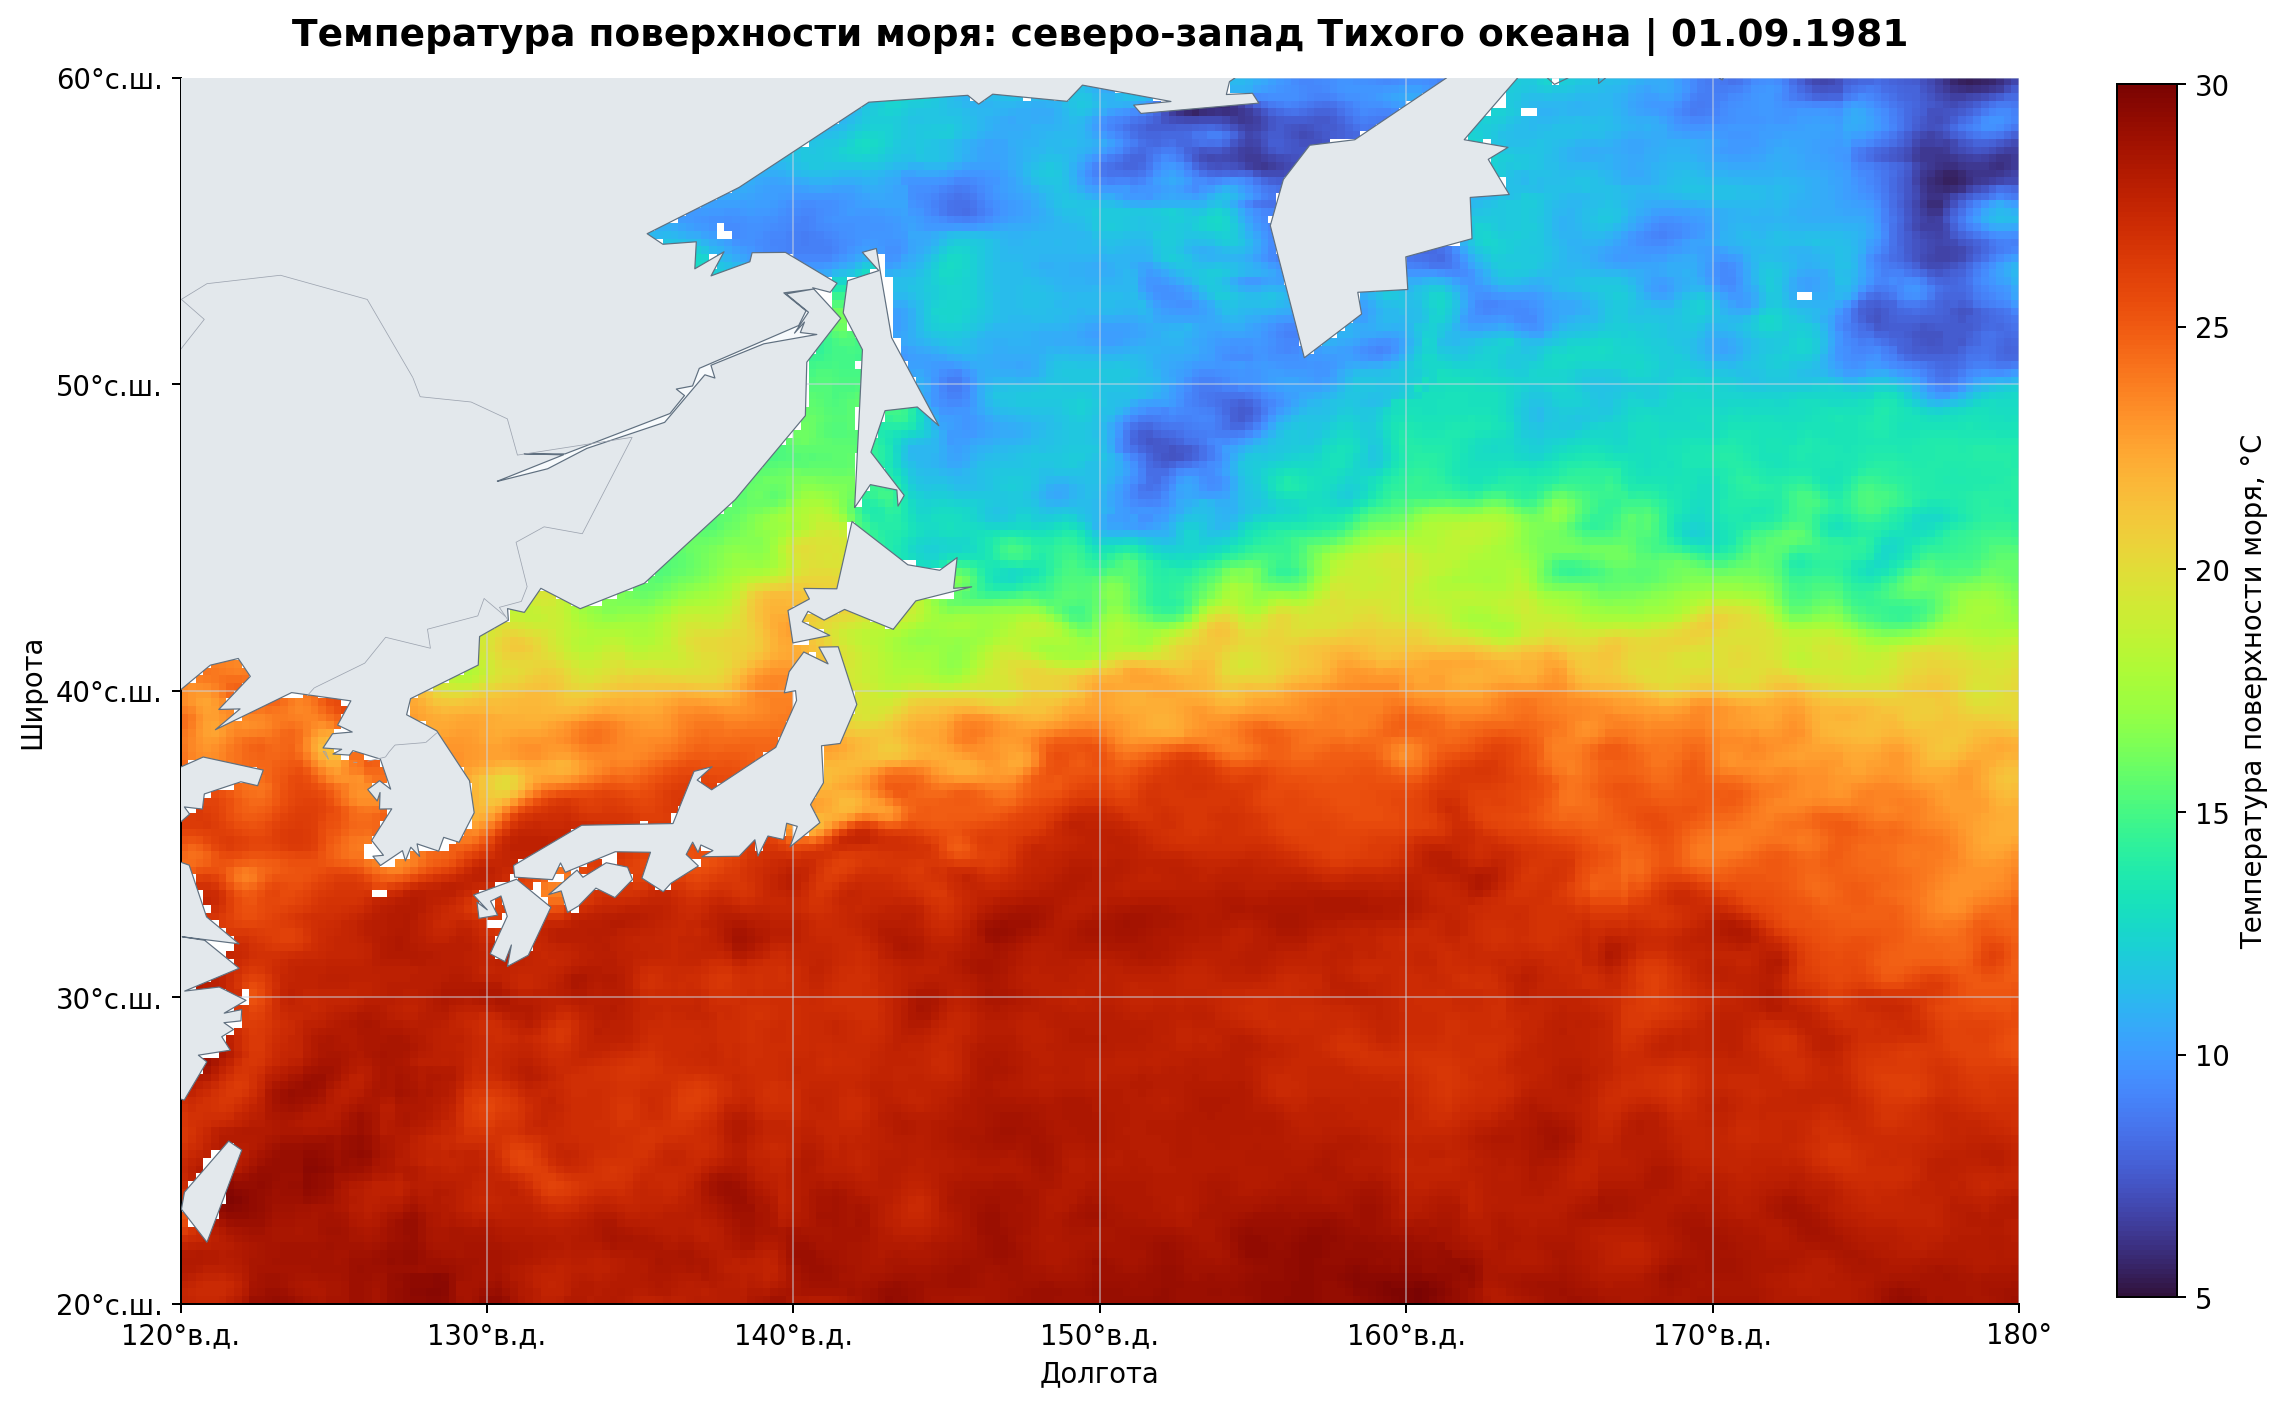 Температура поверхности моря: северо-запад Тихого океана | 01.09.1981
60°с.ш.
50°с.ш.
40°с.ш.
30°с.ш.
20°с.ш.
Широта
120°в.д.
130°в.д.
140°в.д.
150°в.д.
160°в.д.
170°в.д.
180°
Долгота
30
25
20
15
10
5
Температура поверхности моря, °C